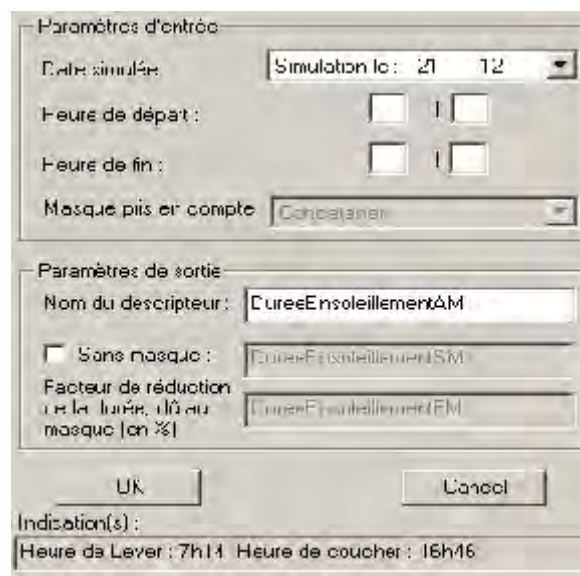 Paramètres d'entrée
Date simulée
Simulation le : 21 12
Heure de départ :
Heure de fin :
Masque pris en compte
Paramètres de sortie
Nom du descripteur : DureeEnsoleillementAM
Sans masque : DureeEnsoleillementSM
Facteur de réduction
de la durée, dû au
masque (en %)
DureeEnsoleillementFM
OK Cancel
Indication(s) :
Heure de Lever : 7h14 Heure de coucher : 16h46